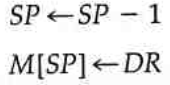 SP ← SP − 1
M[SP] ← DR